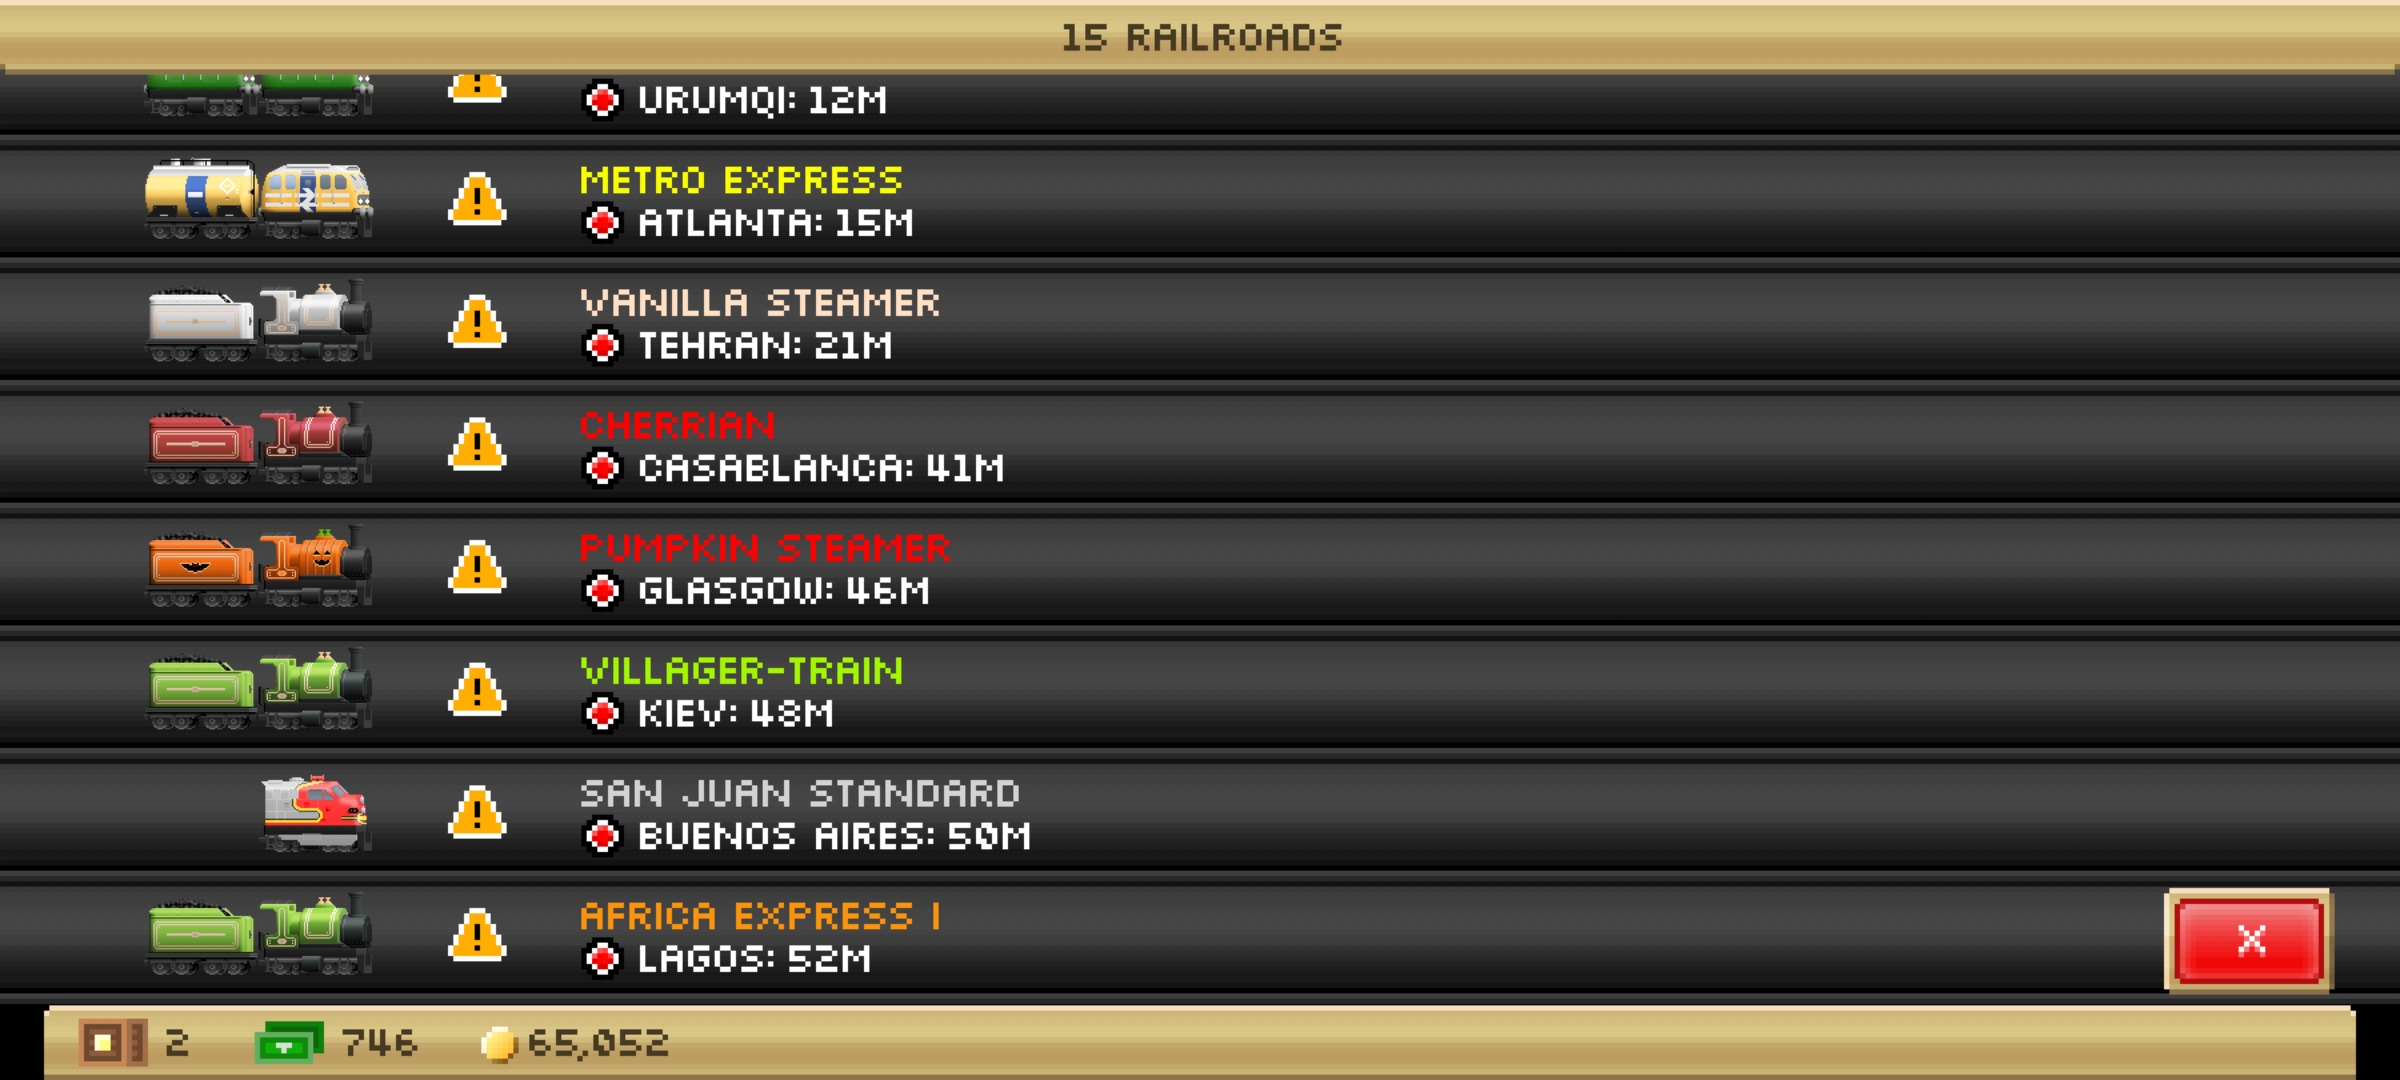 15 RAILROADS
URUMQI: 12M
METRO EXPRESS
ATLANTA: 15M
VANILLA STEAMER
TEHRAN: 21M
CHERRIAN
CASABLANCA: 41M
PUMPKIN STEAMER
GLASGOW: 46M
VILLAGER-TRAIN
KIEV: 48M
SAN JUAN STANDARD
BUENOS AIRES: 50M
AFRICA EXPRESS I
LAGOS: 52M
X
2 746 65,052